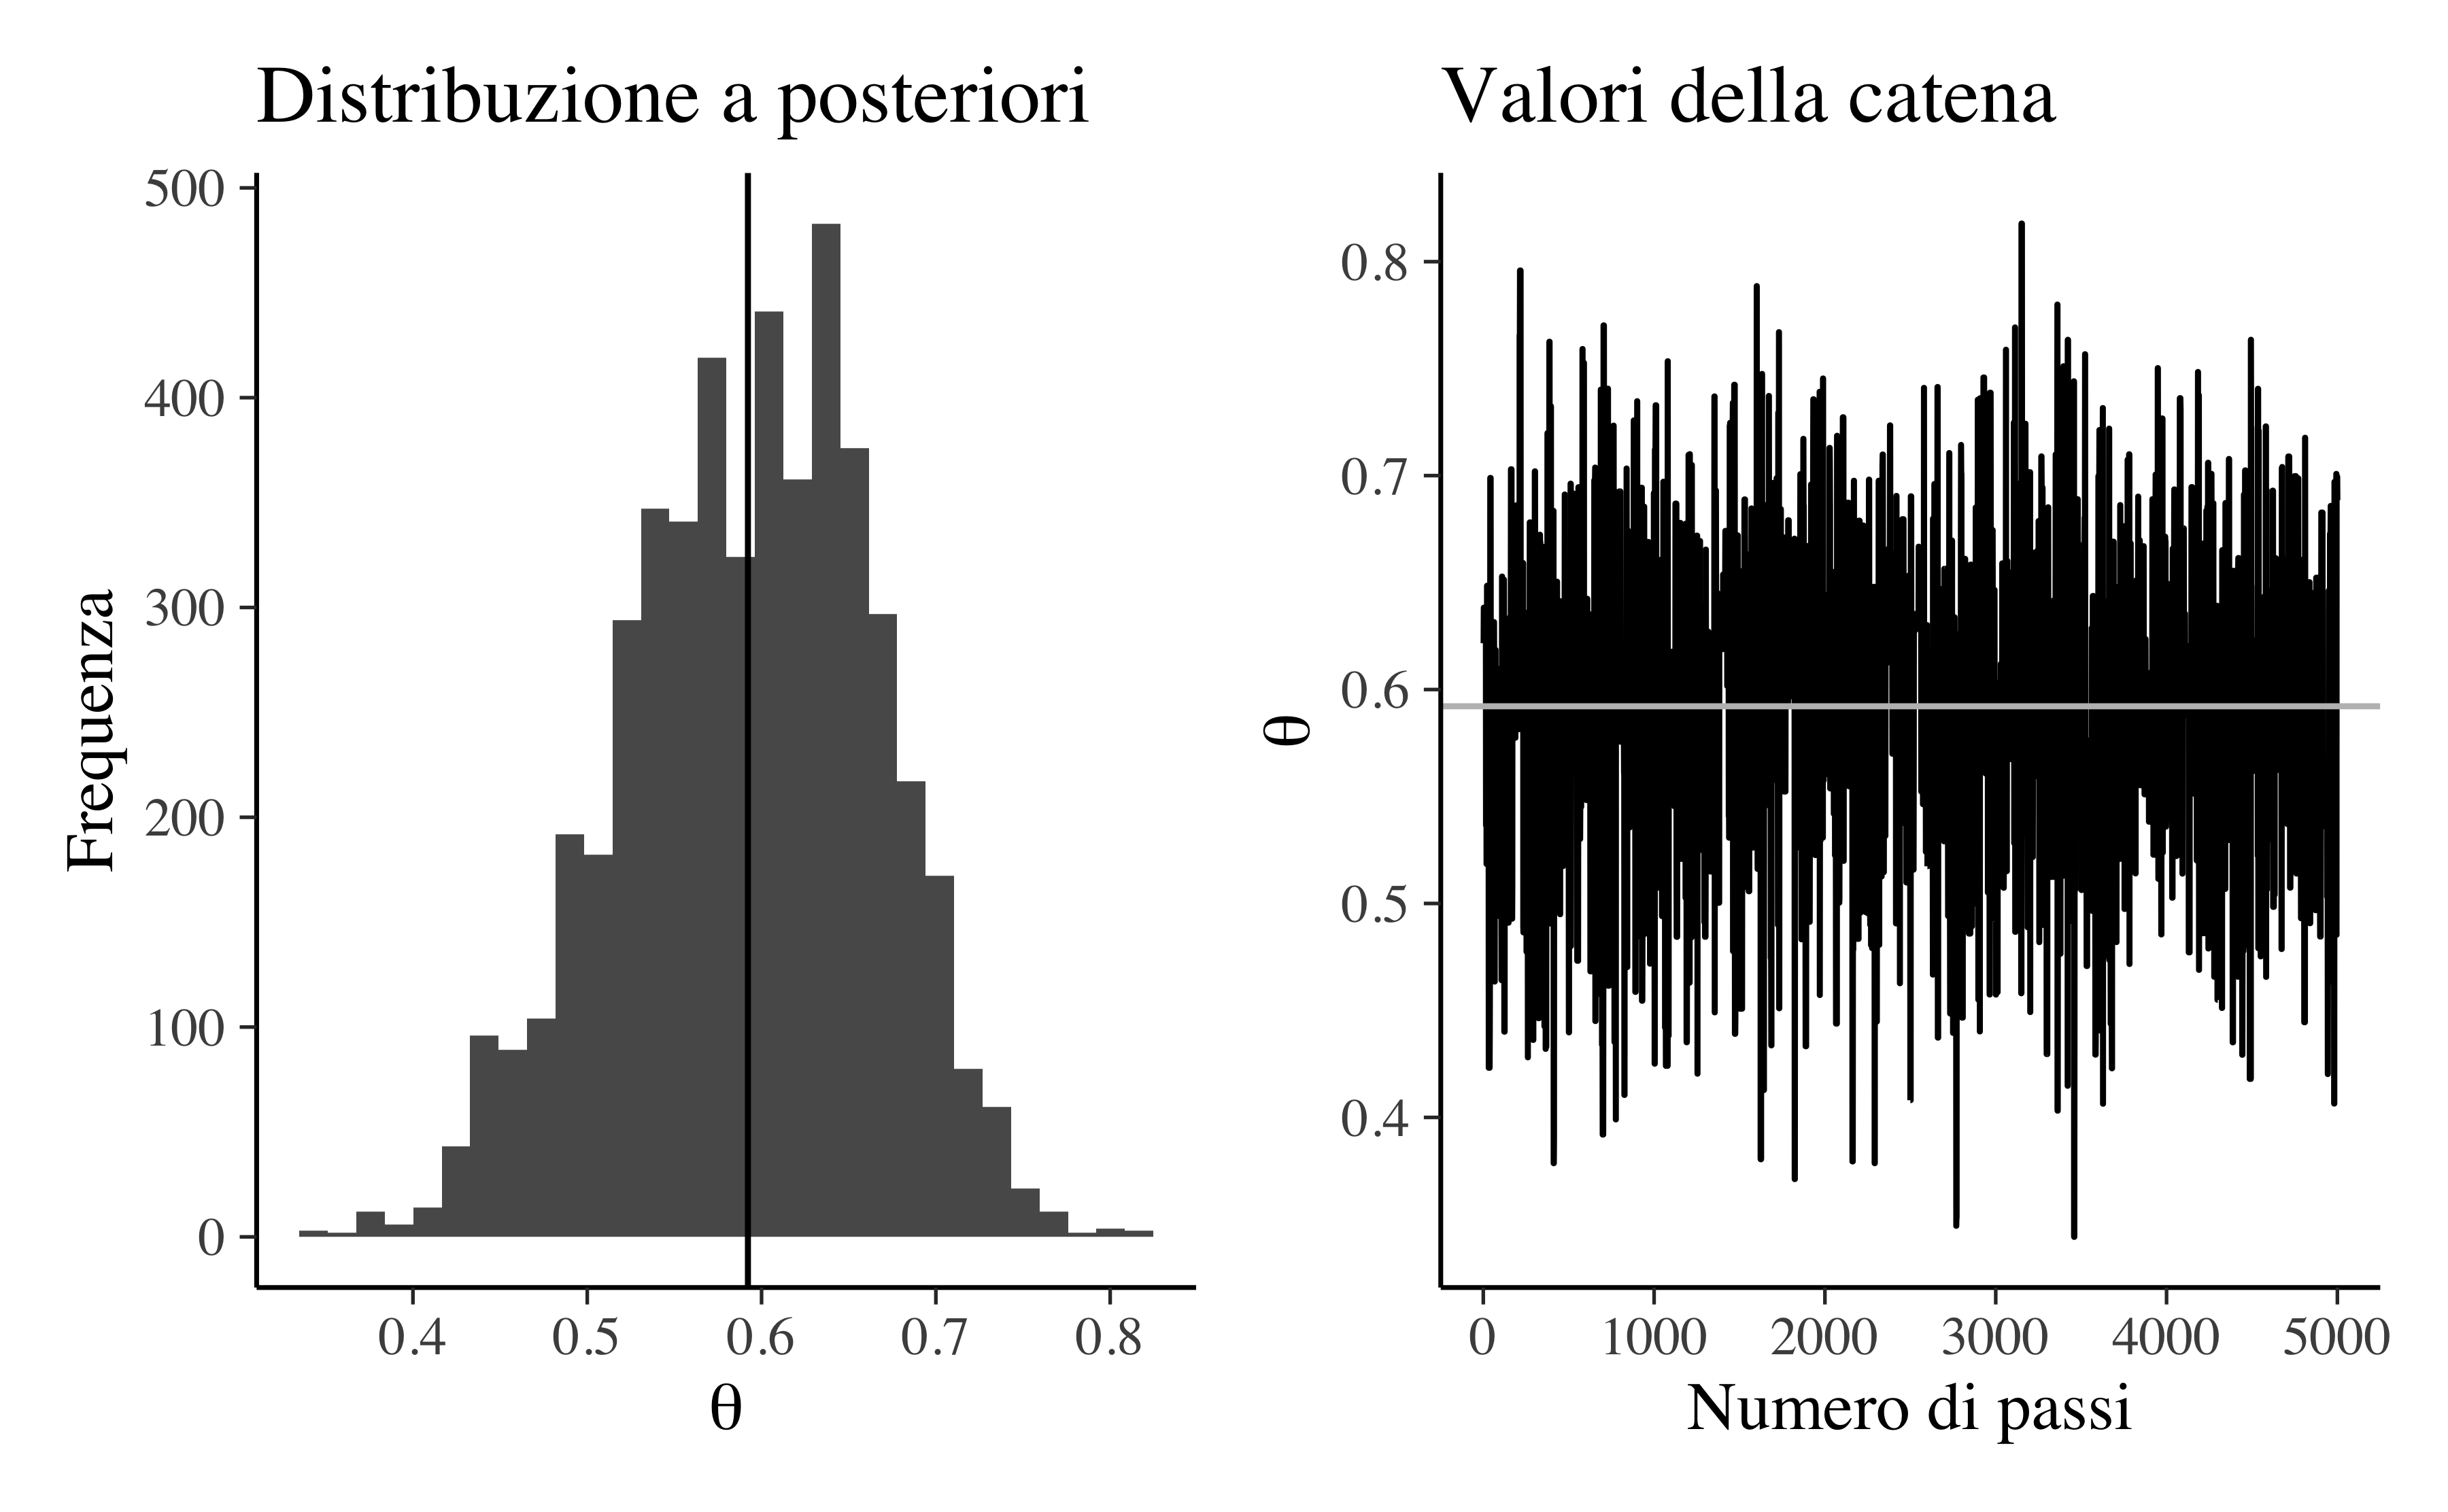 Distribuzione a posteriori
500
400
300
200
100
0
Frequenza
0.4 0.5 0.6 0.7 0.8
θ
Valori della catena
0.8
0.7
0.6
0.5
0.4
θ
0 1000 2000 3000 4000 5000
Numero di passi